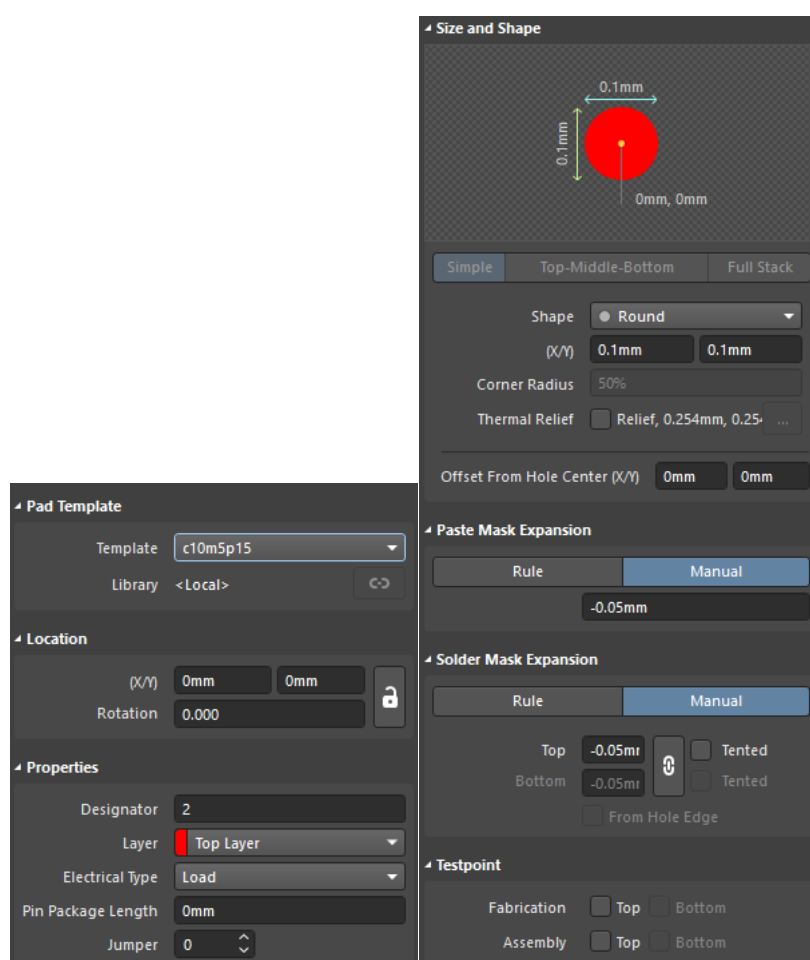 Pad Template
Template c10m5p15
Library <Local>
Location
(X/Y) 0mm 0mm
Rotation 0.000
Properties
Designator 2
Layer Top Layer
Electrical Type Load
Pin Package Length 0mm
Jumper 0
Size and Shape
0.1mm
0.1mm
0mm, 0mm
Simple Top-Middle-Bottom Full Stack
Shape Round
(X/Y) 0.1mm 0.1mm
Corner Radius 50%
Thermal Relief Relief, 0.254mm, 0.254 ...
Offset From Hole Center (X/Y) 0mm 0mm
Paste Mask Expansion
Rule Manual
-0.05mm
Solder Mask Expansion
Rule Manual
Top -0.05mm Tented
Bottom -0.05mm Tented
From Hole Edge
Testpoint
Fabrication Top Bottom
Assembly Top Bottom